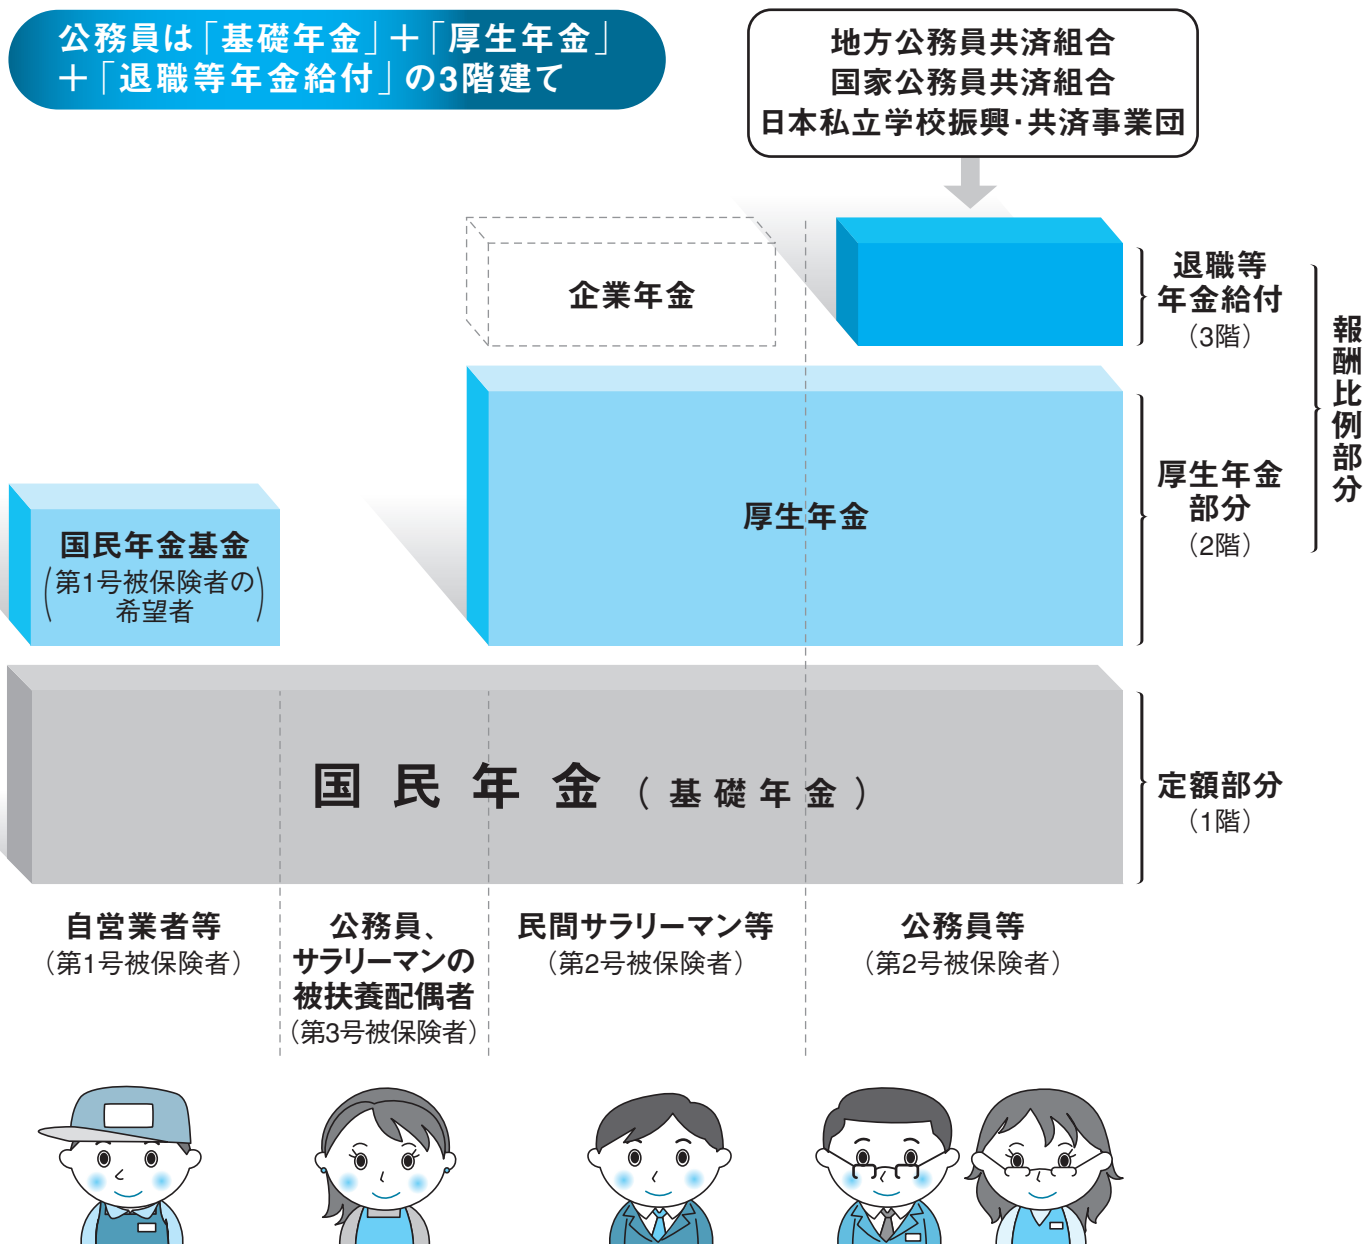 公務員は「基礎年金」＋「厚生年金」
＋「退職等年金給付」の3階建て
地方公務員共済組合
国家公務員共済組合
日本私立学校振興・共済事業団
企業年金
退職等
年金給付
（3階）
報酬比例部分
厚生年金
厚生年金
部分
（2階）
国民年金基金
（第1号被保険者の
希望者）
国民年金（基礎年金）
定額部分
（1階）
自営業者等
（第1号被保険者）
公務員、
サラリーマンの
被扶養配偶者
（第3号被保険者）
民間サラリーマン等
（第2号被保険者）
公務員等
（第2号被保険者）